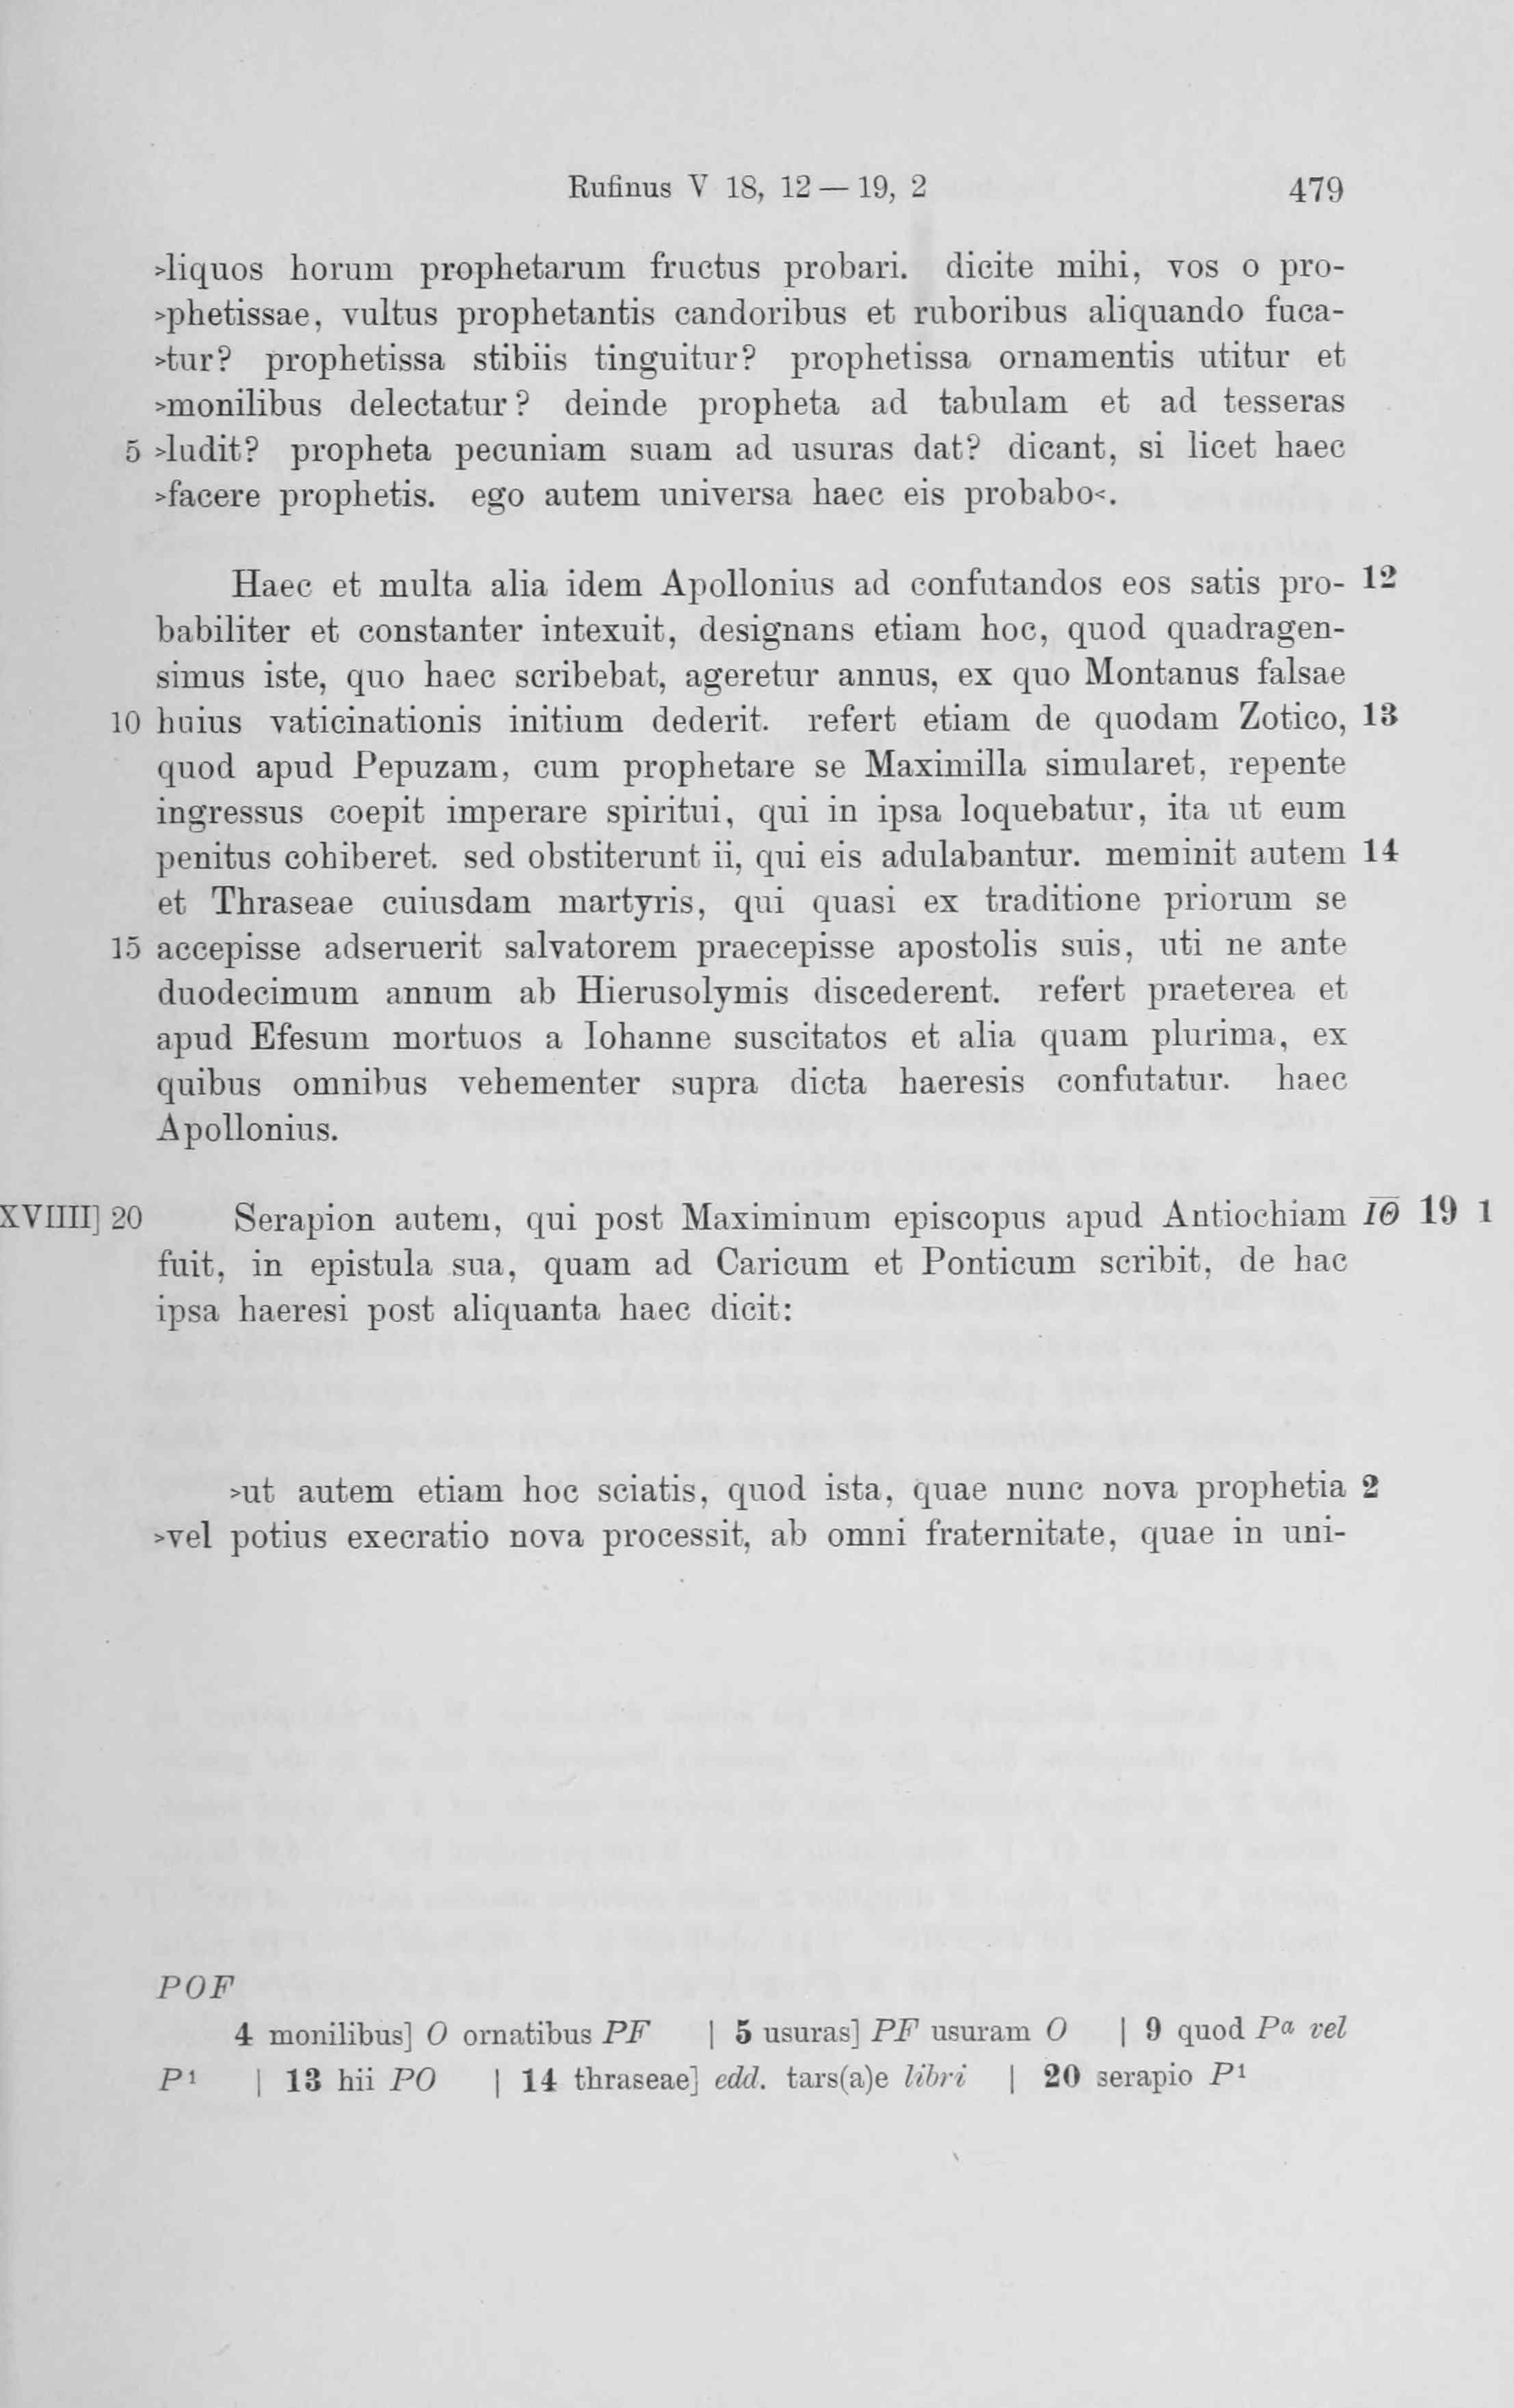 Rufinus V 18, 12 — 19, 2 479
>liquos horum prophetarum fructus probari. dicite mihi, vos o pro-
>phetissae, vultus prophetantis candoribus et ruboribus aliquando fuca-
>tur? prophetissa stibiis tinguitur? prophetissa ornamentis utitur et
>monilibus delectatur? deinde propheta ad tabulam et ad tesseras
5 >ludit? propheta pecuniam suam ad usuras dat? dicant, si licet haec
>facere prophetis. ego autem universa haec eis probabo<.
Haec et multa alia idem Apollonius ad confutandos eos satis pro- 12
babiliter et constanter intexuit, designans etiam hoc, quod quadragen-
simus iste, quo haec scribebat, ageretur annus, ex quo Montanus falsae
10 huius vaticinationis initium dederit. refert etiam de quodam Zotico, 13
quod apud Pepuzam, cum prophetare se Maximilla simularet, repente
ingressus coepit imperare spiritui, qui in ipsa loquebatur, ita ut eum
penitus cohiberet. sed obstiterunt ii, qui eis adulabantur. meminit autem 14
et Thraseae cuiusdam martyris, qui quasi ex traditione priorum se
15 accepisse adseruerit salvatorem praecepisse apostolis suis, uti ne ante
duodecimum annum ab Hierusolymis discederent. refert praeterea et
apud Efesum mortuos a Iohanne suscitatos et alia quam plurima, ex
quibus omnibus vehementer supra dicta haeresis confutatur. haec
Apollonius.
XVIIII] 20 Serapion autem, qui post Maximinum episcopus apud Antiochiam I̅Θ̅ 19 1
fuit, in epistula sua, quam ad Caricum et Ponticum scribit, de hac
ipsa haeresi post aliquanta haec dicit:
>ut autem etiam hoc sciatis, quod ista, quae nunc nova prophetia 2
>vel potius execratio nova processit, ab omni fraternitate, quae in uni-
POF
4 monilibus] O ornatibus PF | 5 usuras] PF usuram O | 9 quod Pᵃ vel
P¹ | 13 hii PO | 14 thraseae] edd. tars(a)e libri | 20 serapio P¹